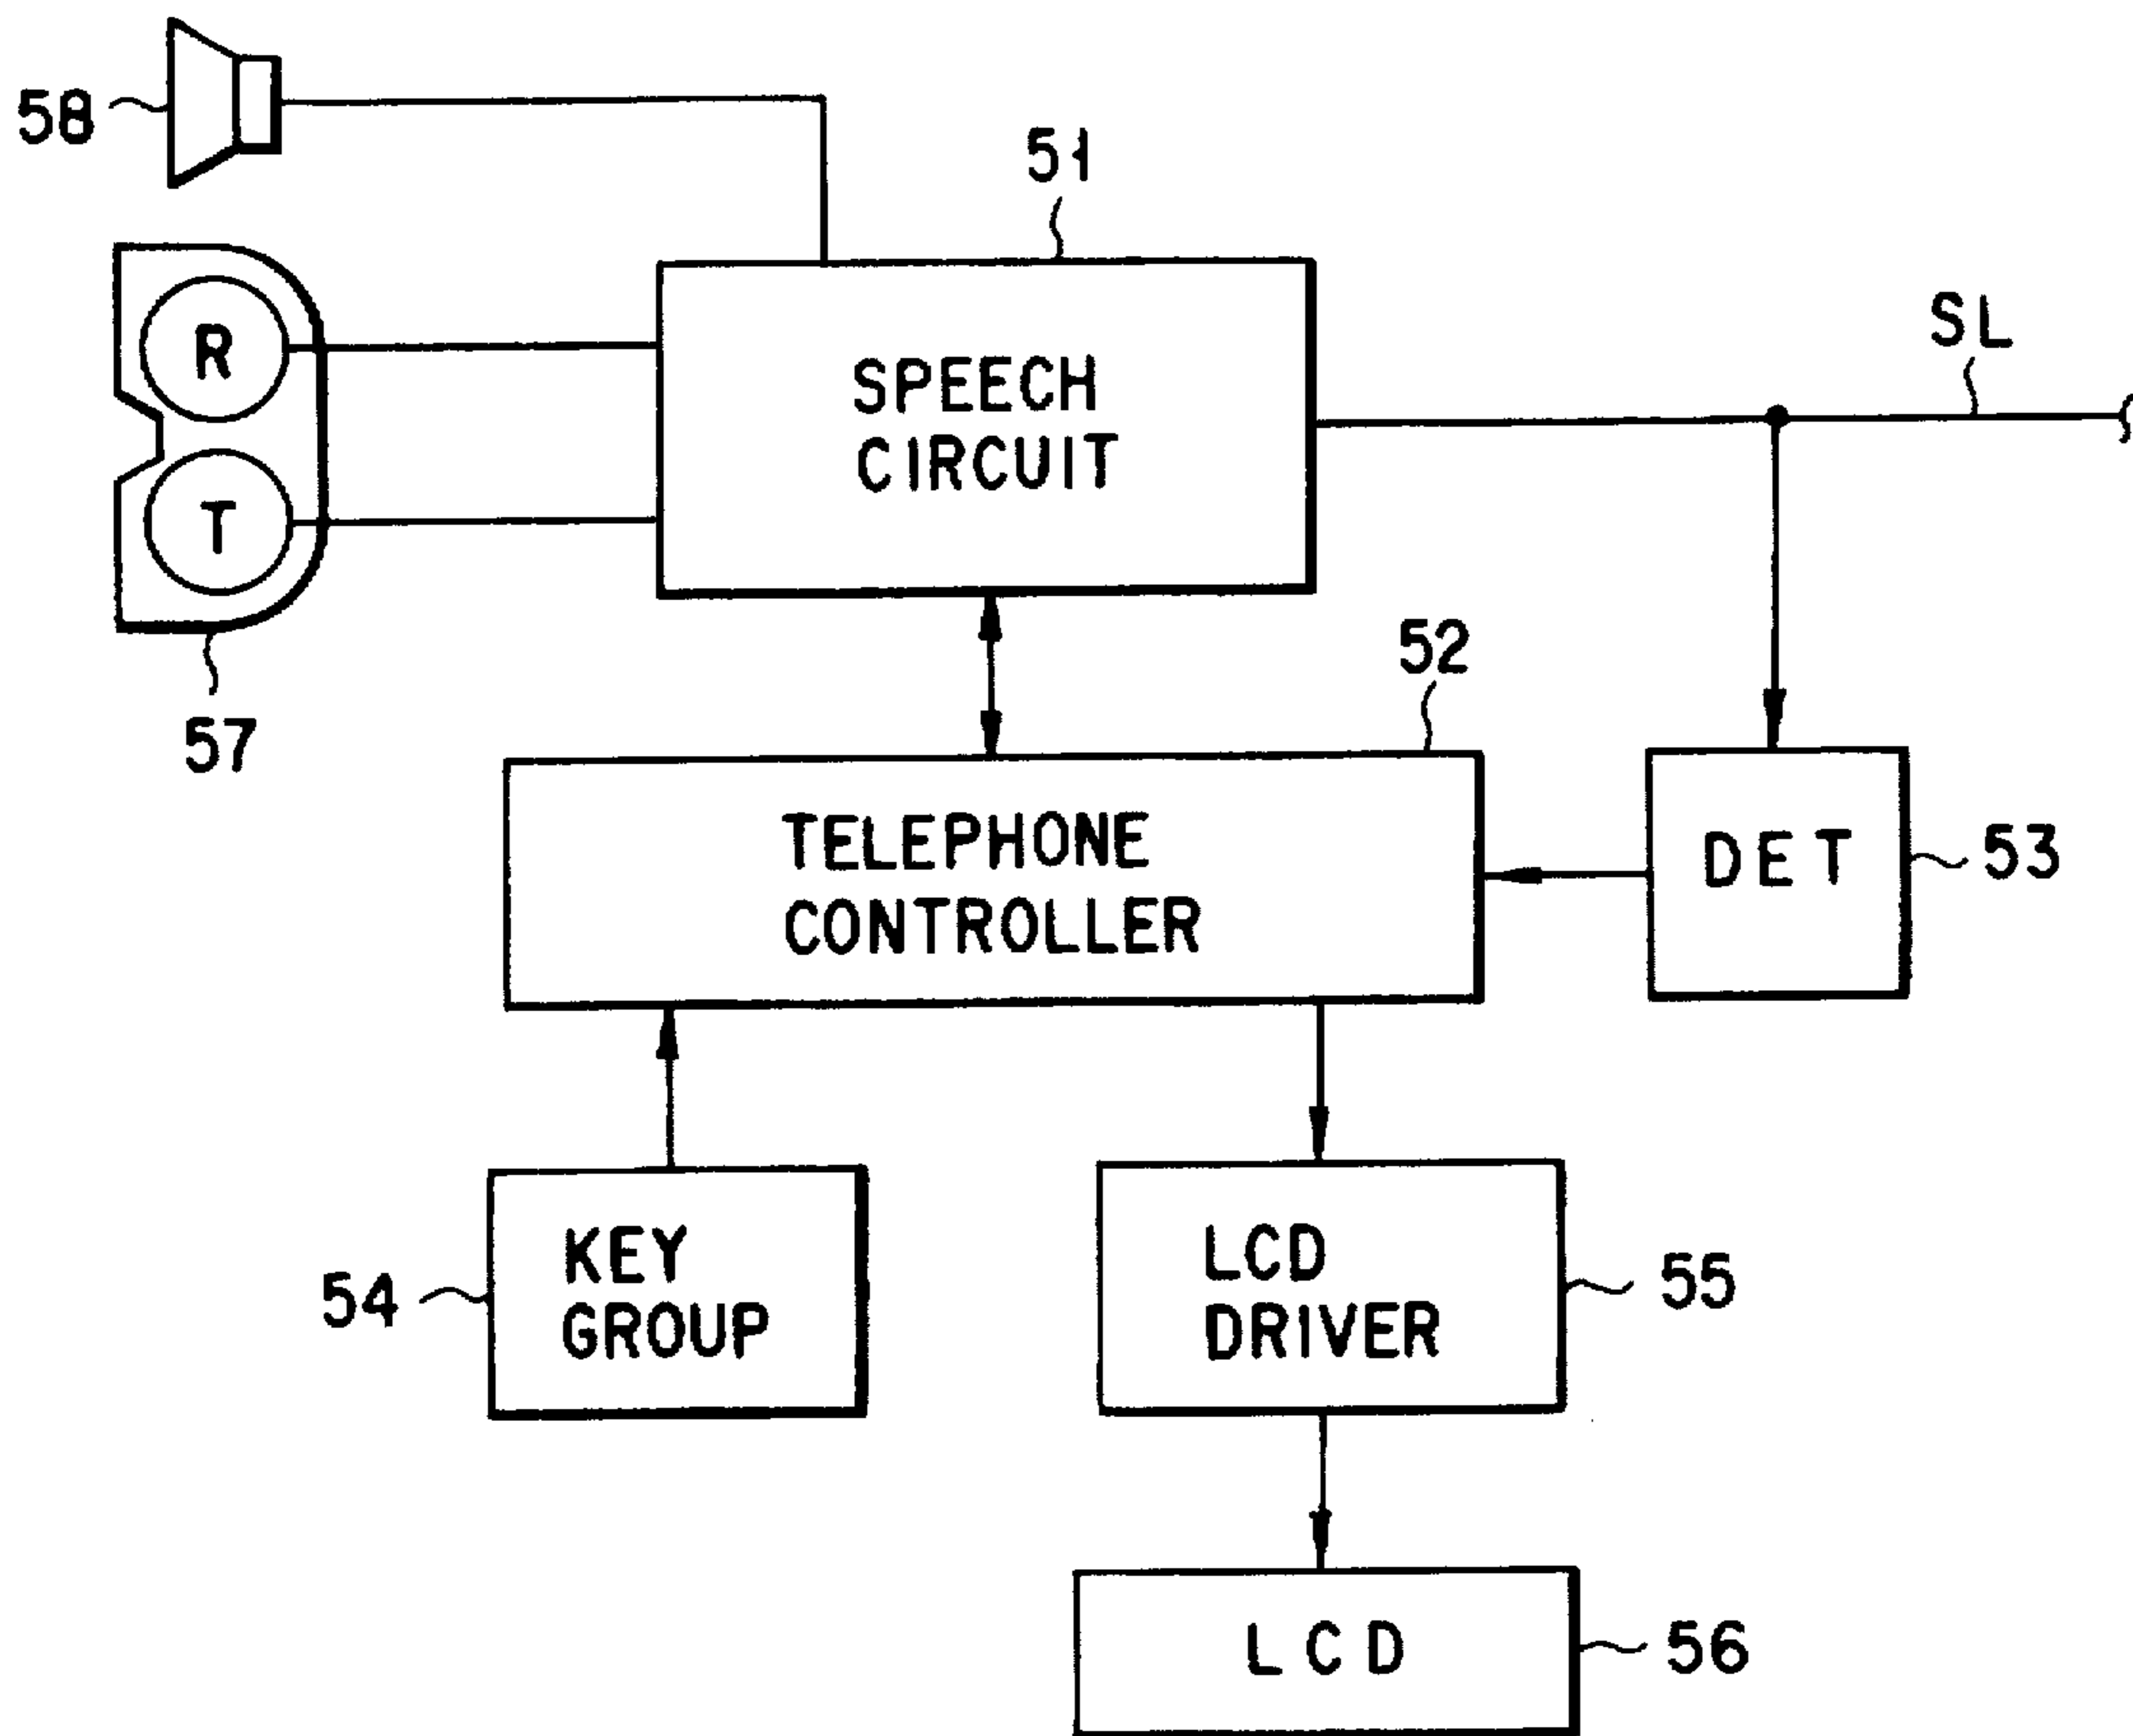 58
51
SL
R
SPEECH
CIRCUIT
T
52
57
TELEPHONE
CONTROLLER
DET
53
KEY
GROUP
54
LCD
DRIVER
55
LCD
56